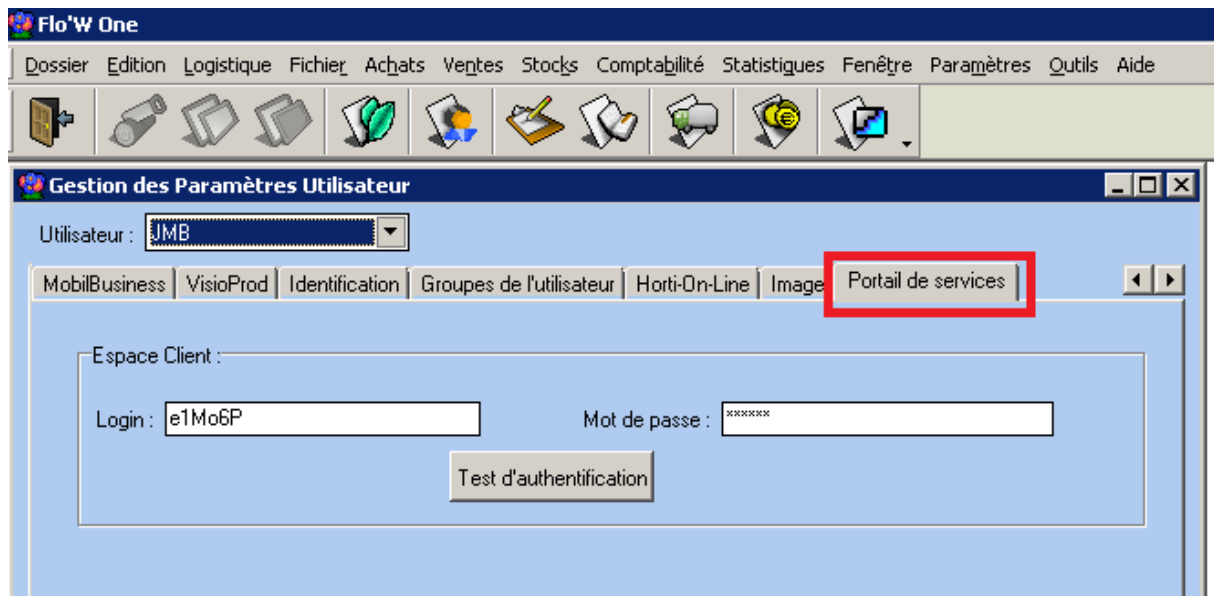 Flo'W One
Dossier Edition Logistique Fichier Achats Ventes Stocks Comptabilité Statistiques Fenêtre Paramètres Outils Aide
Gestion des Paramètres Utilisateur
Utilisateur : JMB
MobilBusiness VisioProd Identification Groupes de l'utilisateur Horti-On-Line Image Portail de services
Espace Client :
Login : e1Mo6P Mot de passe : ××××××
Test d'authentification